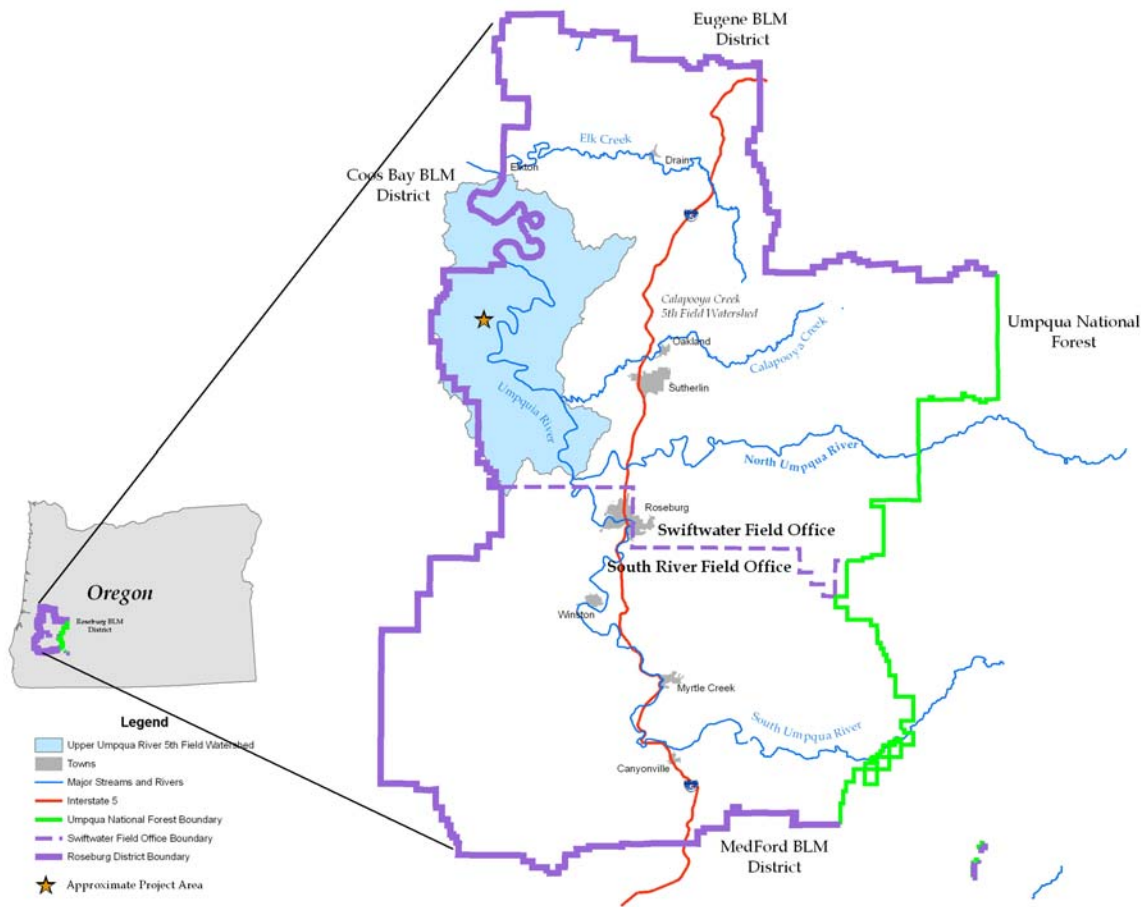 Eugene BLM
District
Elk Creek
Drain
Elkton
Coos Bay BLM
District
Calapooya Creek
5th Field Watershed
Umpqua National
Forest
Oakland
Calapooya Creek
Sutherlin
Umpquia River
North Umpqua River
Roseburg
Swiftwater Field Office
South River Field Office
Oregon
Roseburg BLM
District
Winston
Myrtle Creek
South Umpqua River
Canyonville
MedFord BLM
District
Legend
Upper Umpqua River 5th Field Watershed
Towns
Major Streams and Rivers
Interstate 5
Umpqua National Forest Boundary
Swiftwater Field Office Boundary
Roseburg District Boundary
Approximate Project Area